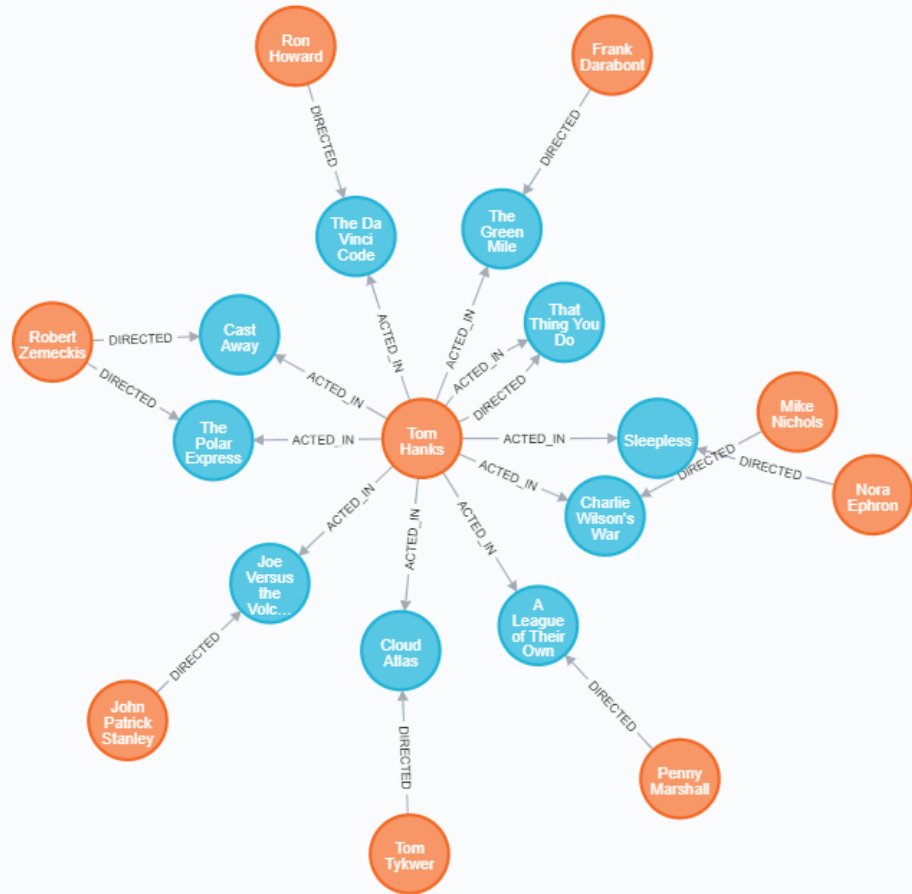 Ron
Howard
Frank
Darabont
DIRECTED
DIRECTED
The Da
Vinci
Code
The
Green
Mile
That
Thing You
Do
Robert
Zemeckis
DIRECTED
Cast
Away
ACTED_IN
ACTED_IN
ACTED_IN
DIRECTED
ACTED_IN
DIRECTED
The
Polar
Express
ACTED_IN
Tom
Hanks
ACTED_IN
Sleepless
Mike
Nichols
DIRECTED
DIRECTED
Nora
Ephron
ACTED_IN
Charlie
Wilson's
War
ACTED_IN
ACTED_IN
ACTED_IN
Joe
Versus
the
Volc...
A
League
of Their
Own
Cloud
Atlas
DIRECTED
DIRECTED
DIRECTED
John
Patrick
Stanley
Penny
Marshall
Tom
Tykwer